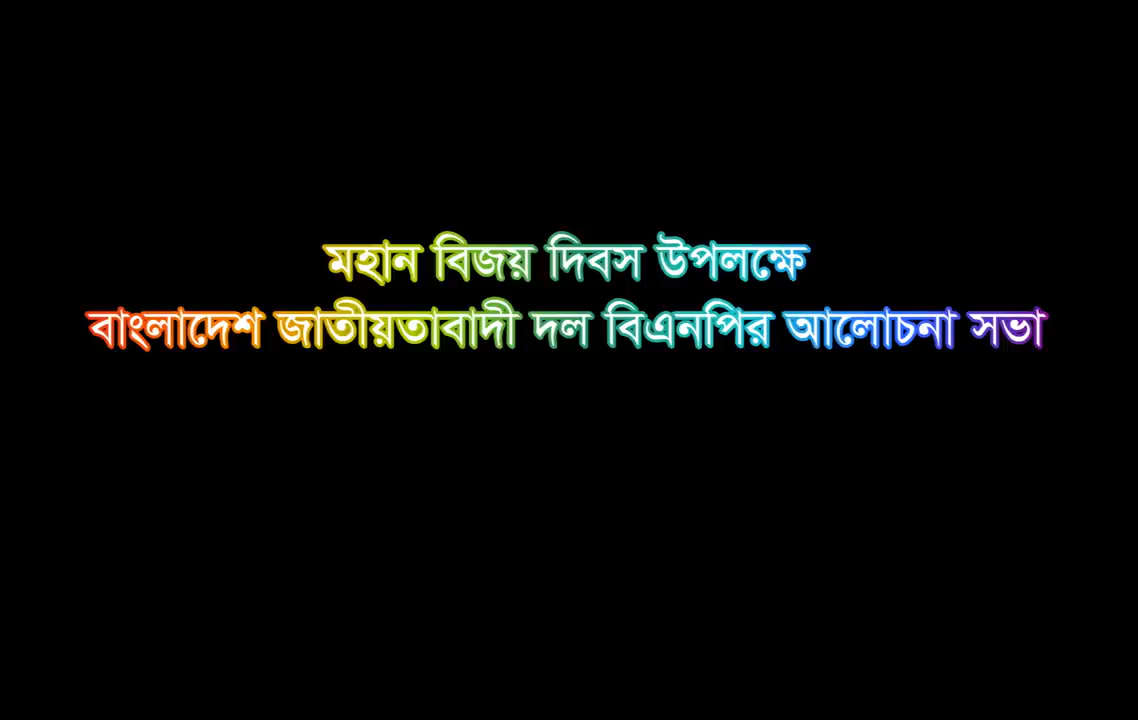 মহান বিজয় দিবস উপলক্ষে
বাংলাদেশ জাতীয়তাবাদী দল বিএনপির আলোচনা সভা